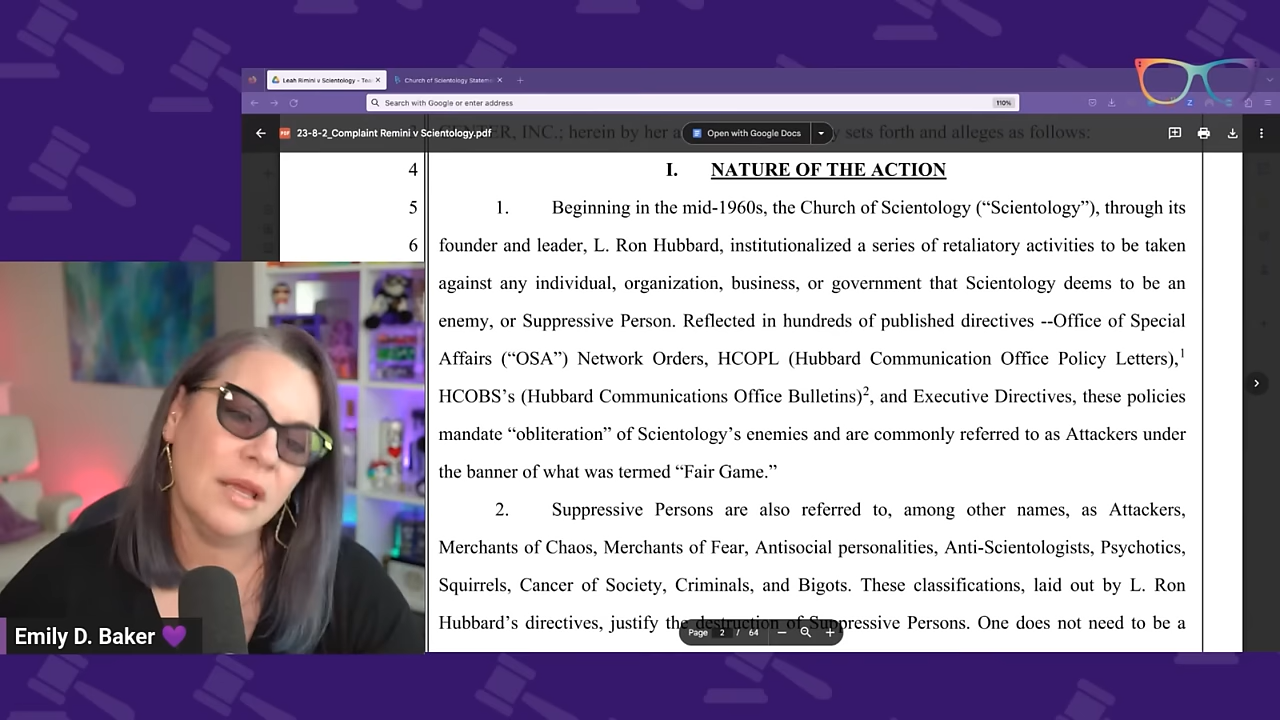 Leah Rimini v Scientology - Tea
Church of Scientology Stateme
Search with Google or enter address
110%
23-8-2_Complaint Remini v Scientology.pdf
Open with Google Docs
TER, INC.; herein by her a
y sets forth and alleges as follows:
4
I. NATURE OF THE ACTION
5
1. Beginning in the mid-1960s, the Church of Scientology (“Scientology”), through its
6
founder and leader, L. Ron Hubbard, institutionalized a series of retaliatory activities to be taken
against any individual, organization, business, or government that Scientology deems to be an
enemy, or Suppressive Person. Reflected in hundreds of published directives --Office of Special
Affairs (“OSA”) Network Orders, HCOPL (Hubbard Communication Office Policy Letters),1
HCOBS’s (Hubbard Communications Office Bulletins)2, and Executive Directives, these policies
mandate “obliteration” of Scientology’s enemies and are commonly referred to as Attackers under
the banner of what was termed “Fair Game.”
2. Suppressive Persons are also referred to, among other names, as Attackers,
Merchants of Chaos, Merchants of Fear, Antisocial personalities, Anti-Scientologists, Psychotics,
Squirrels, Cancer of Society, Criminals, and Bigots. These classifications, laid out by L. Ron
Hubbard’s directives, justify the destruction of Suppressive Persons. One does not need to be a
Page 2 / 64
Emily D. Baker 💜